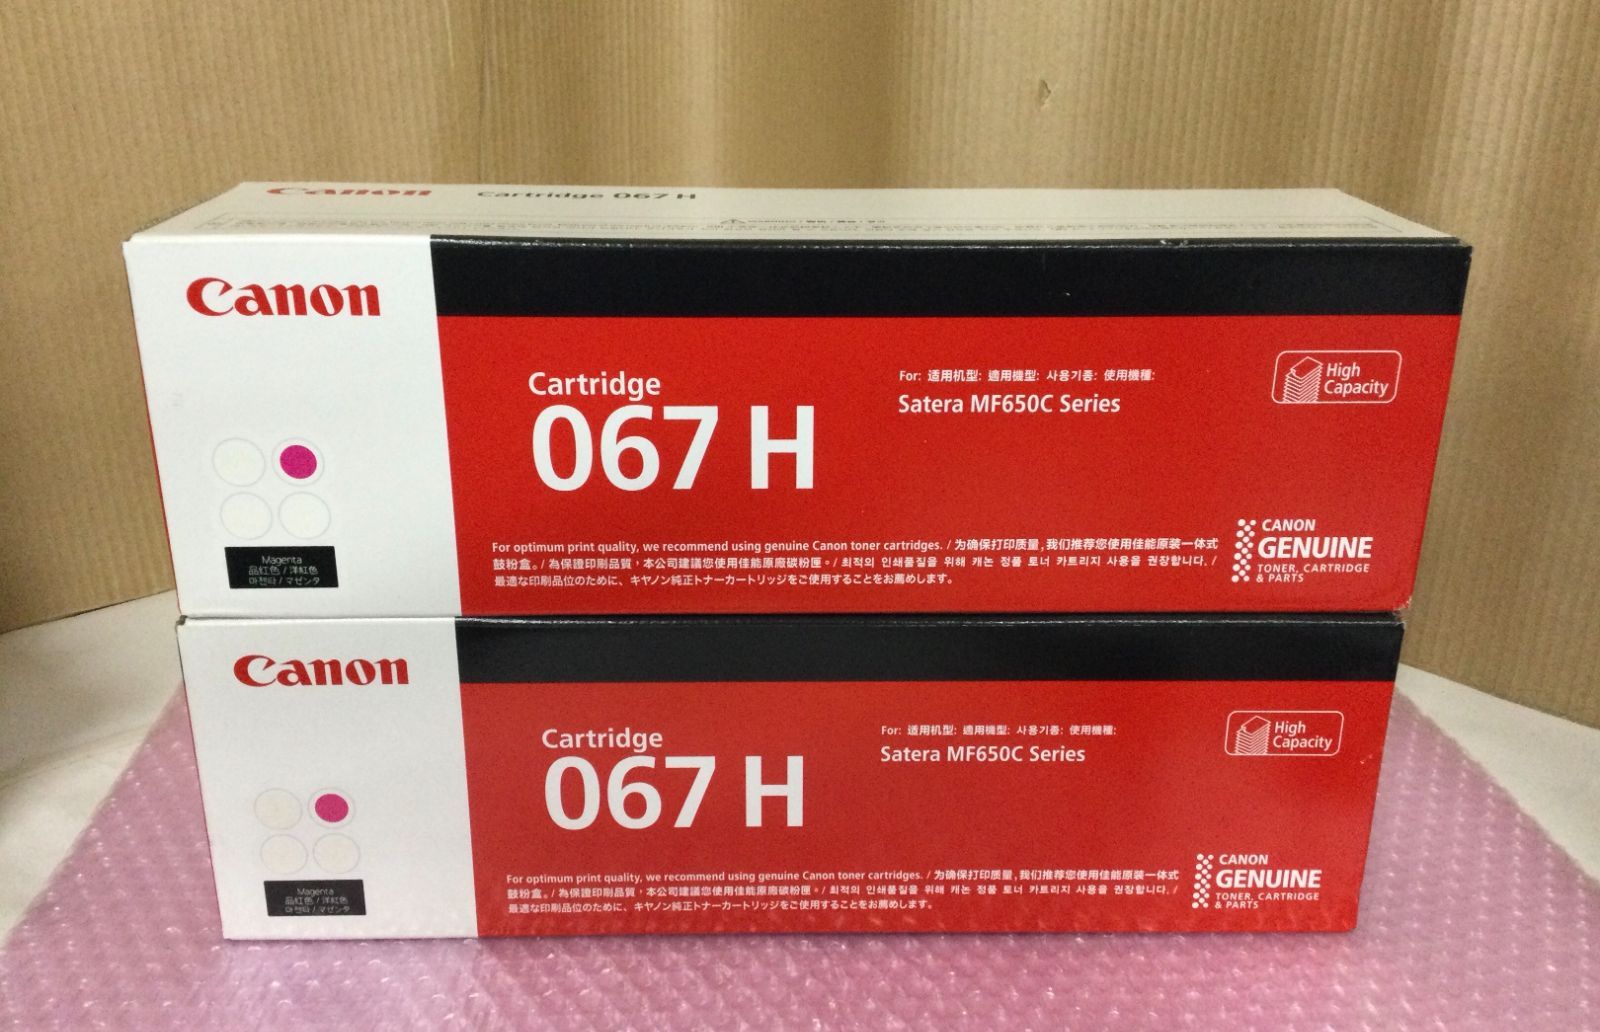 Canon Cartridge 067 H
Canon
Cartridge
067 H
For: 适用机型: 適用機型: 사용기종: 使用機種:
Satera MF650C Series
High
Capacity
Magenta
品红色 / 洋紅色
마젠타 / マゼンタ
For optimum print quality, we recommend using genuine Canon toner cartridges. / 为确保打印质量,我们推荐您使用佳能原装一体式
鼓粉盒。/ 為保證印刷品質,本公司建議您使用佳能原廠碳粉匣。/ 최적의 인쇄품질을 위해 캐논 정품 토너 카트리지 사용을 권장합니다. /
最適な印刷品位のために、キヤノン純正トナーカートリッジをご使用することをお薦めします。
CANON
GENUINE
TONER, CARTRIDGE
& PARTS
Canon
Cartridge
067 H
For: 适用机型: 適用機型: 사용기종: 使用機種:
Satera MF650C Series
High
Capacity
Magenta
品红色 / 洋紅色
마젠타 / マゼンタ
For optimum print quality, we recommend using genuine Canon toner cartridges. / 为确保打印质量,我们推荐您使用佳能原装一体式
鼓粉盒。/ 為保證印刷品質,本公司建議您使用佳能原廠碳粉匣。/ 최적의 인쇄품질을 위해 캐논 정품 토너 카트리지 사용을 권장합니다. /
最適な印刷品位のために、キヤノン純正トナーカートリッジをご使用することをお薦めします。
CANON
GENUINE
TONER, CARTRIDGE
& PARTS